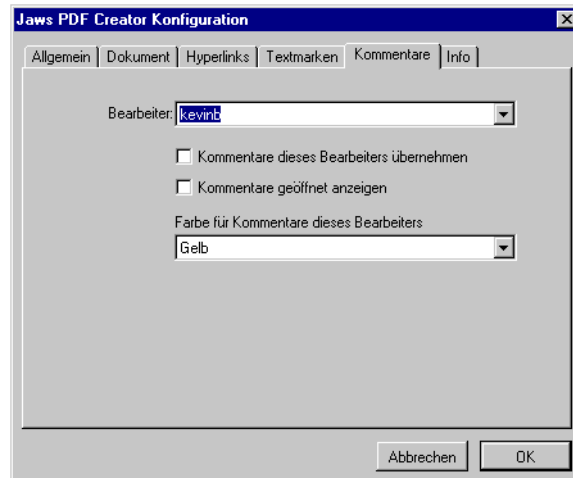 Jaws PDF Creator Konfiguration
Allgemein Dokument Hyperlinks Textmarken Kommentare Info
Bearbeiter: kevinb
Kommentare dieses Bearbeiters übernehmen
Kommentare geöffnet anzeigen
Farbe für Kommentare dieses Bearbeiters
Gelb
Abbrechen OK